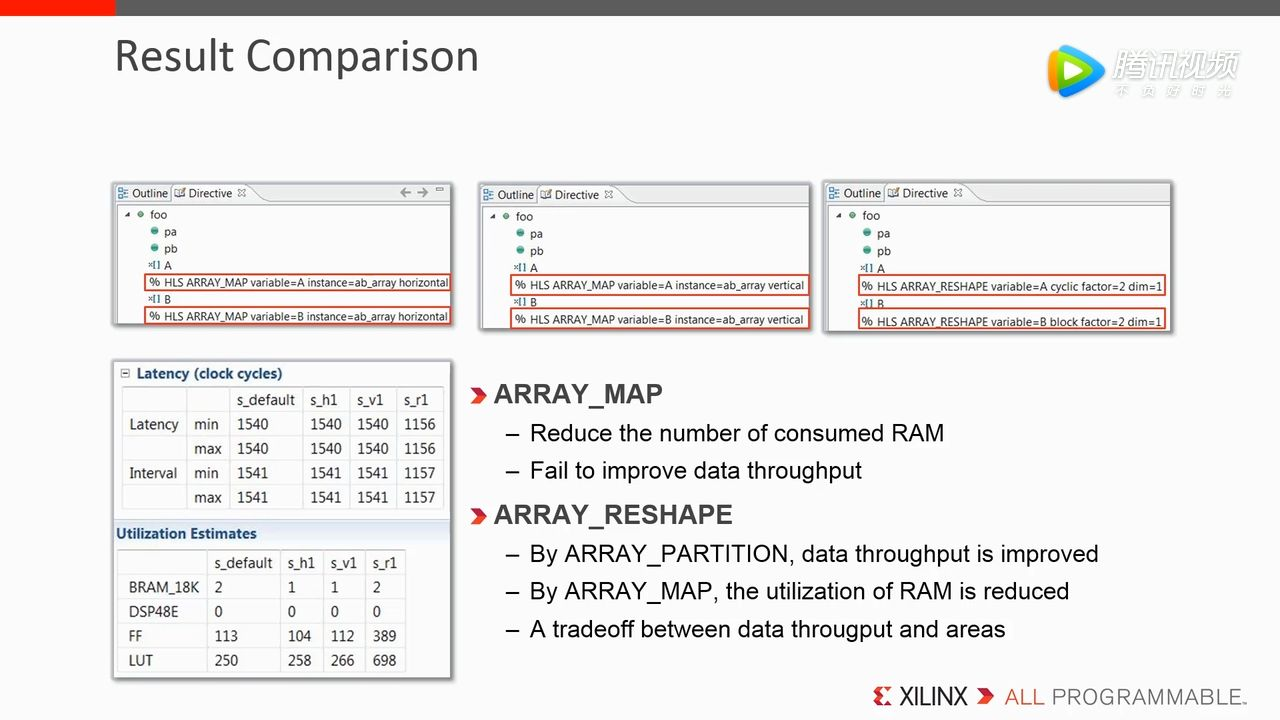 Result Comparison
腾讯视频
不负好时光
Outline Directive
foo
pa
pb
A
% HLS ARRAY_MAP variable=A instance=ab_array horizontal
B
% HLS ARRAY_MAP variable=B instance=ab_array horizontal
Outline Directive
foo
pa
pb
A
% HLS ARRAY_MAP variable=A instance=ab_array vertical
B
% HLS ARRAY_MAP variable=B instance=ab_array vertical
Outline Directive
foo
pa
pb
A
% HLS ARRAY_RESHAPE variable=A cyclic factor=2 dim=1
B
% HLS ARRAY_RESHAPE variable=B block factor=2 dim=1
Latency (clock cycles)
s_default s_h1 s_v1 s_r1
Latency min 1540 1540 1540 1156
max 1540 1540 1540 1156
Interval min 1541 1541 1541 1157
max 1541 1541 1541 1157
Utilization Estimates
s_default s_h1 s_v1 s_r1
BRAM_18K 2 1 1 2
DSP48E 0 0 0 0
FF 113 104 112 389
LUT 250 258 266 698
ARRAY_MAP
– Reduce the number of consumed RAM
– Fail to improve data throughput
ARRAY_RESHAPE
– By ARRAY_PARTITION, data throughput is improved
– By ARRAY_MAP, the utilization of RAM is reduced
– A tradeoff between data througput and areas
XILINX ALL PROGRAMMABLE™